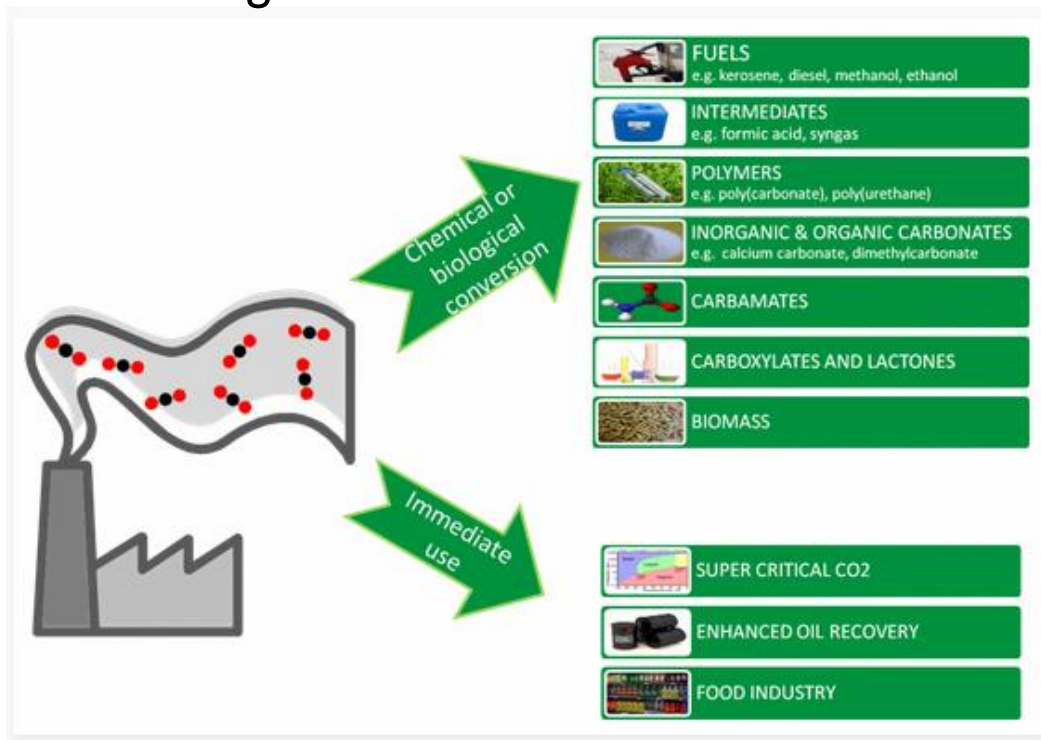 FUELS
e.g. kerosene, diesel, methanol, ethanol
INTERMEDIATES
e.g. formic acid, syngas
POLYMERS
e.g. poly(carbonate), poly(urethane)
INORGANIC & ORGANIC CARBONATES
e.g. calcium carbonate, dimethylcarbonate
CARBAMATES
CARBOXYLATES AND LACTONES
BIOMASS
Chemical or
biological
conversion
Immediate
use
SUPER CRITICAL CO2
ENHANCED OIL RECOVERY
FOOD INDUSTRY